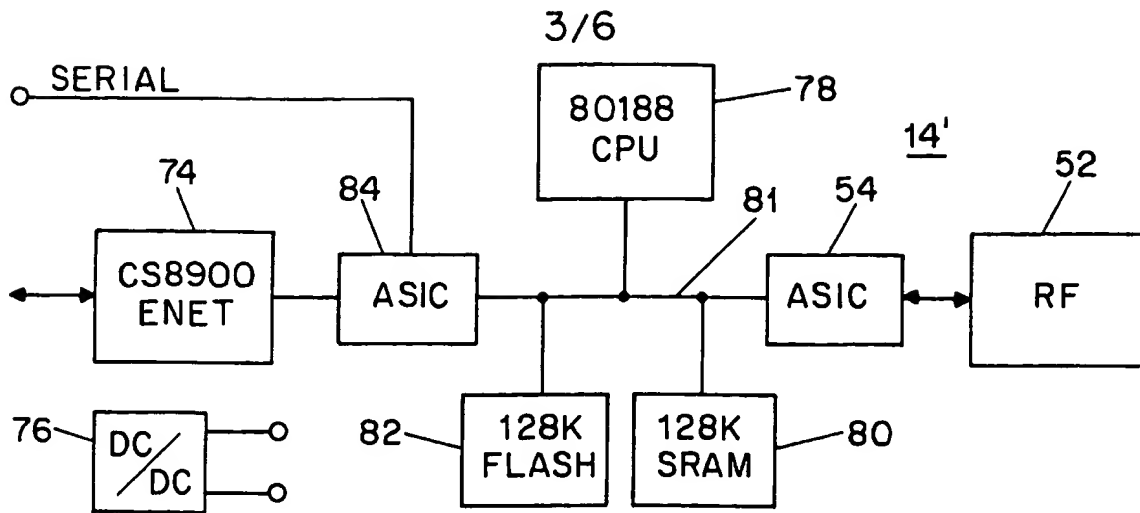 3/6
SERIAL
80188
CPU
78
14'
74
84
81
54
52
CS8900
ENET
ASIC
ASIC
RF
76
DC/DC
82
128K
FLASH
128K
SRAM
80